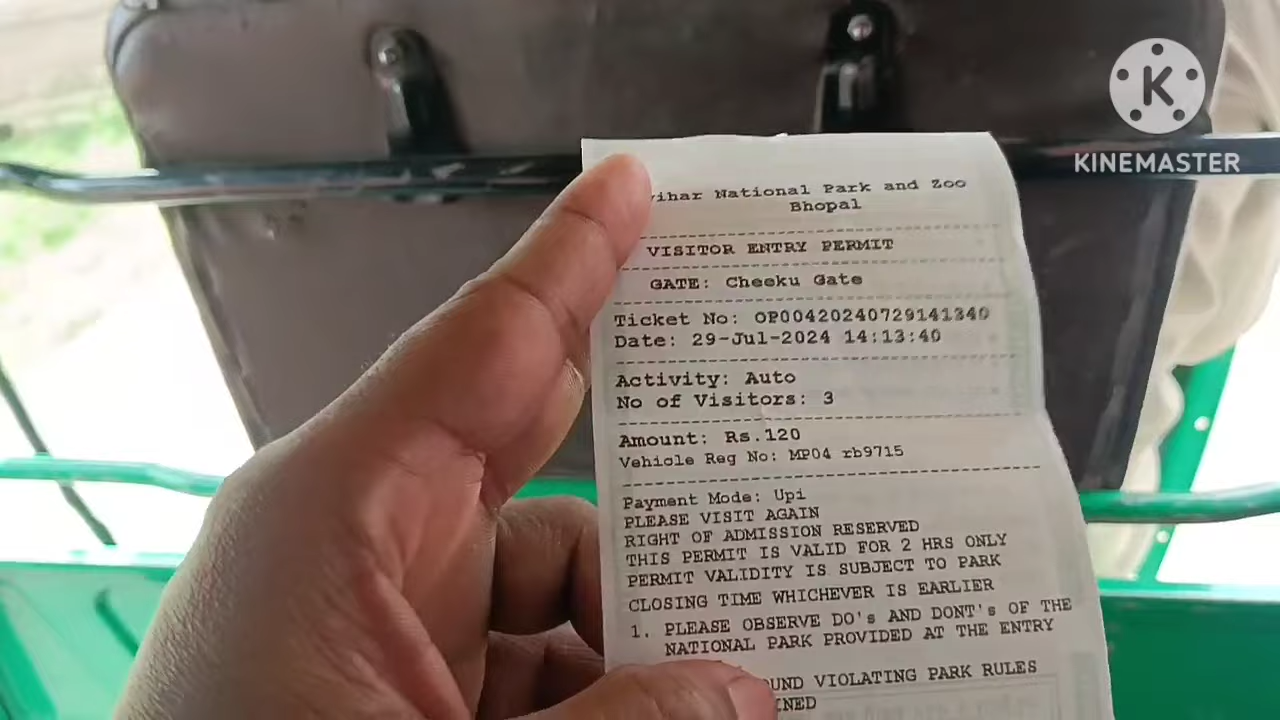 K
KINEMASTER
vihar National Park and Zoo
Bhopal
VISITOR ENTRY PERMIT
GATE: Cheeku Gate
Ticket No: OP00420240729141340
Date: 29-Jul-2024 14:13:40
Activity: Auto
No of Visitors: 3
Amount: Rs.120
Vehicle Reg No: MP04 rb9715
Payment Mode: Upi
PLEASE VISIT AGAIN
RIGHT OF ADMISSION RESERVED
THIS PERMIT IS VALID FOR 2 HRS ONLY
PERMIT VALIDITY IS SUBJECT TO PARK
CLOSING TIME WHICHEVER IS EARLIER
1. PLEASE OBSERVE DO's AND DONT's OF THE
NATIONAL PARK PROVIDED AT THE ENTRY
UND VIOLATING PARK RULES
INED